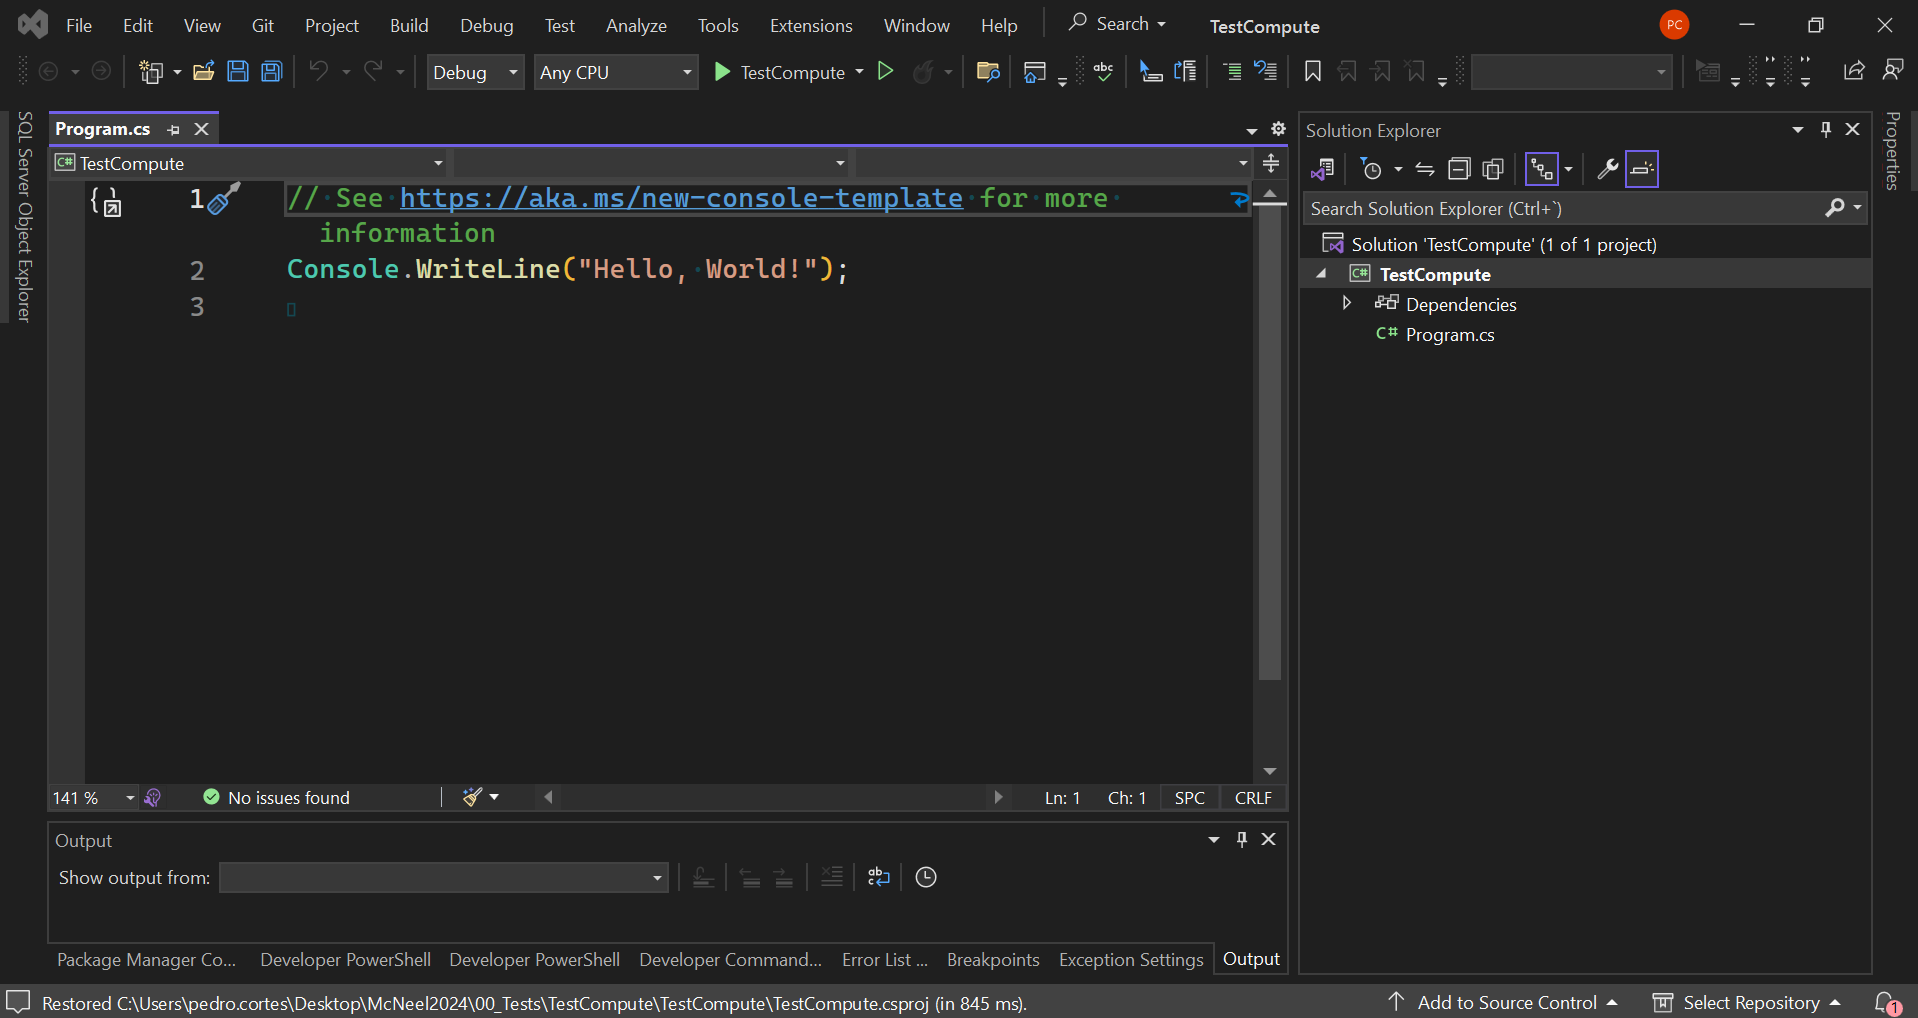 File Edit View Git Project Build Debug Test Analyze Tools Extensions Window Help Search TestCompute PC
Debug Any CPU TestCompute
SQL Server Object Explorer
Program.cs
TestCompute
1 // See https://aka.ms/new-console-template for more
information
2 Console.WriteLine("Hello, World!");
3
141 % No issues found Ln: 1 Ch: 1 SPC CRLF
Output
Show output from:
Package Manager Co... Developer PowerShell Developer PowerShell Developer Command... Error List ... Breakpoints Exception Settings Output
Solution Explorer
Search Solution Explorer (Ctrl+`)
Solution 'TestCompute' (1 of 1 project)
C# TestCompute
Dependencies
C# Program.cs
Properties
Restored C:\Users\pedro.cortes\Desktop\McNeel2024\00_Tests\TestCompute\TestCompute\TestCompute.csproj (in 845 ms). Add to Source Control Select Repository 1